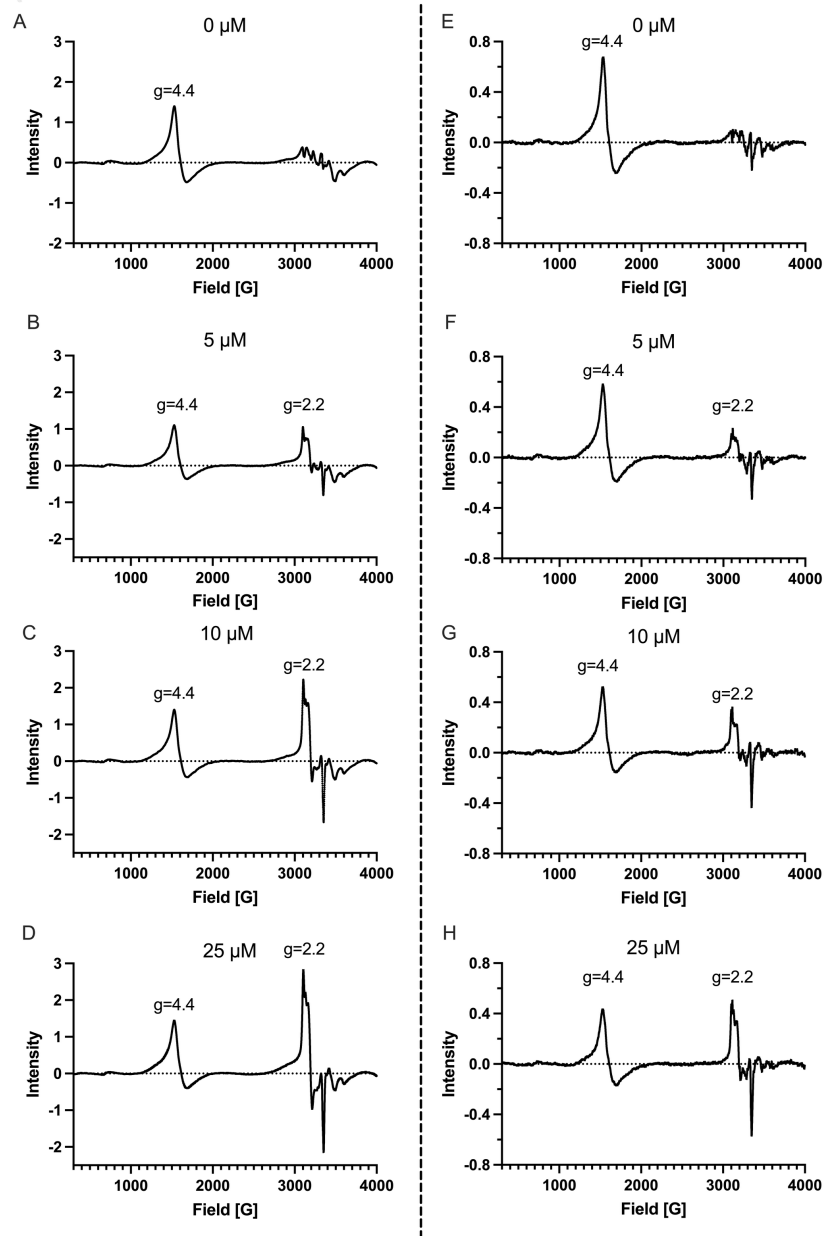 A
0 µM
3
2
1
0
-1
-2
Intensity
g=4.4
1000
2000
3000
4000
Field [G]
E
0 µM
0.8
0.4
0.0
-0.4
-0.8
Intensity
g=4.4
1000
2000
3000
4000
Field [G]
B
5 µM
3
2
1
0
-1
-2
Intensity
g=4.4
g=2.2
1000
2000
3000
4000
Field [G]
F
5 µM
0.8
0.4
0.0
-0.4
-0.8
Intensity
g=4.4
g=2.2
1000
2000
3000
4000
Field [G]
C
10 µM
3
2
1
0
-1
-2
Intensity
g=4.4
g=2.2
1000
2000
3000
4000
Field [G]
G
10 µM
0.8
0.4
0.0
-0.4
-0.8
Intensity
g=4.4
g=2.2
1000
2000
3000
4000
Field [G]
D
25 µM
3
2
1
0
-1
-2
Intensity
g=4.4
g=2.2
1000
2000
3000
4000
Field [G]
H
25 µM
0.8
0.4
0.0
-0.4
-0.8
Intensity
g=4.4
g=2.2
1000
2000
3000
4000
Field [G]